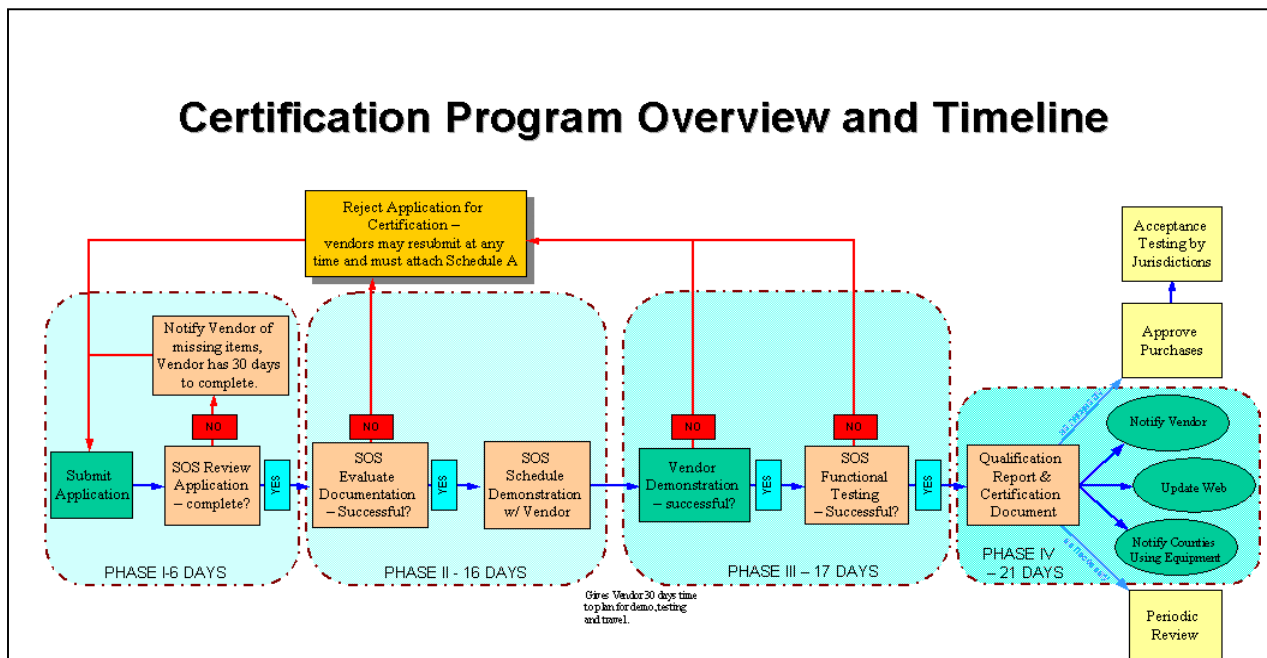 Certification Program Overview and Timeline
Reject Application for
Certification –
vendors may resubmit at any
time and must attach Schedule A
Acceptance
Testing by
Jurisdictions
Notify Vendor of
missing items,
Vendor has 30 days
to complete.
Approve
Purchases
NO
NO
NO
NO
Submit
Application
SOS Review
Application
– complete?
YES
SOS
Evaluate
Documentation
– Successful?
YES
SOS
Schedule
Demonstration
w/ Vendor
Vendor
Demonstration
– successful?
YES
SOS
Functional
Testing
– Successful?
YES
Qualification
Report &
Certification
Document
as necessary
Notify Vendor
Update Web
Notify Counties
Using Equipment
as necessary
PHASE I-6 DAYS
PHASE II - 16 DAYS
PHASE III – 17 DAYS
PHASE IV
– 21 DAYS
Gives Vendor 30 days time
to plan for demo, testing
and travel.
Periodic
Review